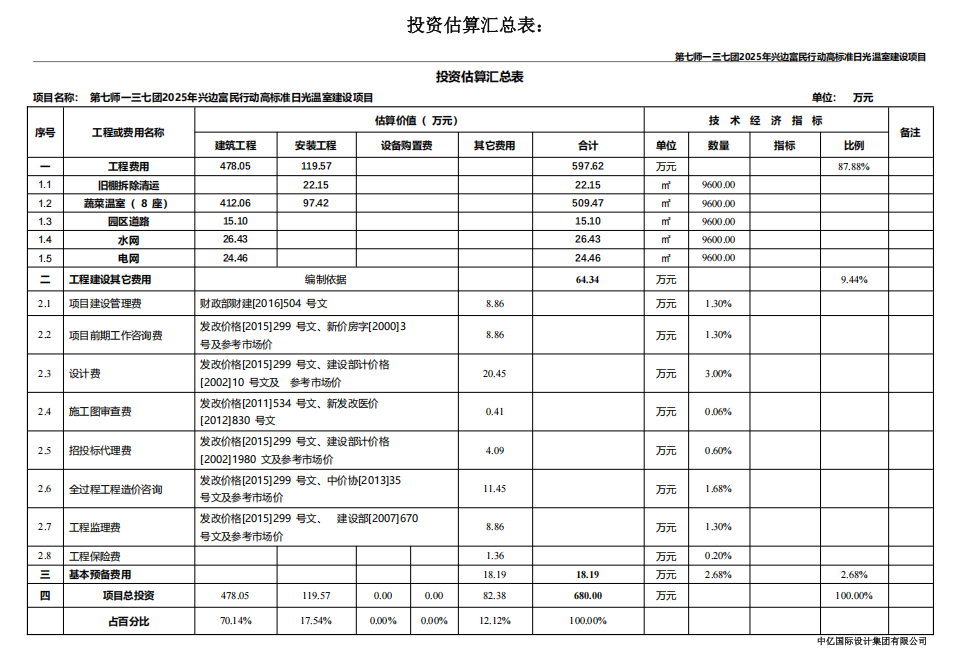 投资估算汇总表：
第七师一三七团2025年兴边富民行动高标准日光温室建设项目
投资估算汇总表
项目名称： 第七师一三七团2025年兴边富民行动高标准日光温室建设项目 单位： 万元
序号 工程或费用名称 估算价值（ 万元） 技 术 经 济 指 标 备注
建筑工程 安装工程 设备购置费 其它费用 合计 单位 数量 指标 比例
一 工程费用 478.05 119.57 597.62 万元 87.88%
1.1 旧棚拆除清运 22.15 22.15 ㎡ 9600.00
1.2 蔬菜温室（ 8 座） 412.06 97.42 509.47 ㎡ 9600.00
1.3 园区道路 15.10 15.10 ㎡ 9600.00
1.4 水网 26.43 26.43 ㎡ 9600.00
1.5 电网 24.46 24.46 ㎡ 9600.00
二 工程建设其它费用 编制依据 64.34 万元 9.44%
2.1 项目建设管理费 财政部财建[2016]504 号文 8.86 万元 1.30%
2.2 项目前期工作咨询费 发改价格[2015]299 号文、新价房字[2000]3
号及参考市场价 8.86 万元 1.30%
2.3 设计费 发改价格[2015]299 号文、建设部计价格
[2002]10 号文及 参考市场价 20.45 万元 3.00%
2.4 施工图审查费 发改价格[2011]534 号文、新发改医价
[2012]830 号文 0.41 万元 0.06%
2.5 招投标代理费 发改价格[2015]299 号文、建设部计价格
[2002]1980 文及参考市场价 4.09 万元 0.60%
2.6 全过程工程造价咨询 发改价格[2015]299 号文、中价协[2013]35
号文及参考市场价 11.45 万元 1.68%
2.7 工程监理费 发改价格[2015]299 号文、 建设部[2007]670
号文及参考市场价 8.86 万元 1.30%
2.8 工程保险费 1.36 万元 0.20%
三 基本预备费用 18.19 18.19 万元 2.68% 2.68%
四 项目总投资 478.05 119.57 0.00 0.00 82.38 680.00 万元 100.00%
占百分比 70.14% 17.54% 0.00% 0.00% 12.12% 100.00%
中亿国际设计集团有限公司